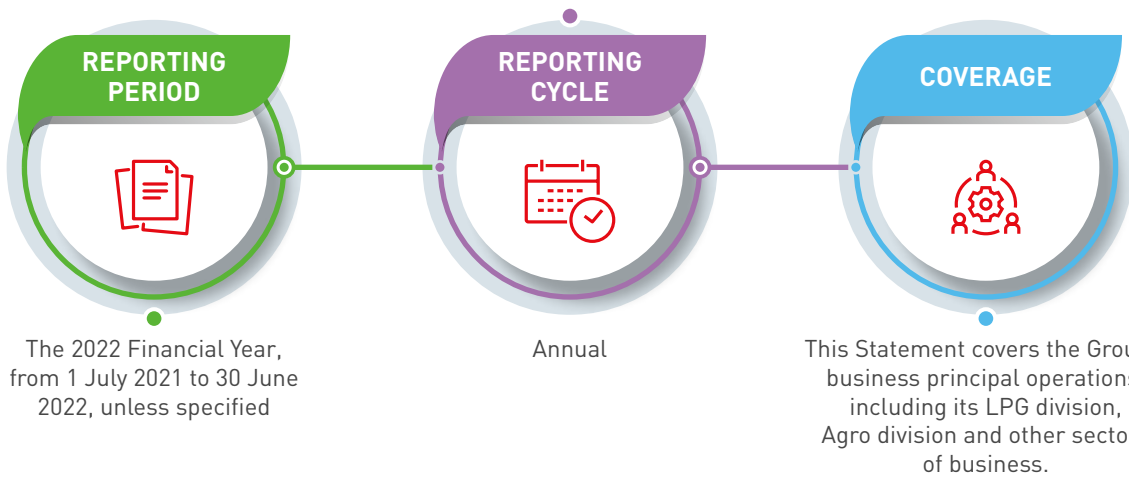 REPORTING
PERIOD
The 2022 Financial Year,
from 1 July 2021 to 30 June
2022, unless specified
REPORTING
CYCLE
Annual
COVERAGE
This Statement covers the
business principal operations
including its LPG division,
Agro division and other
of business.